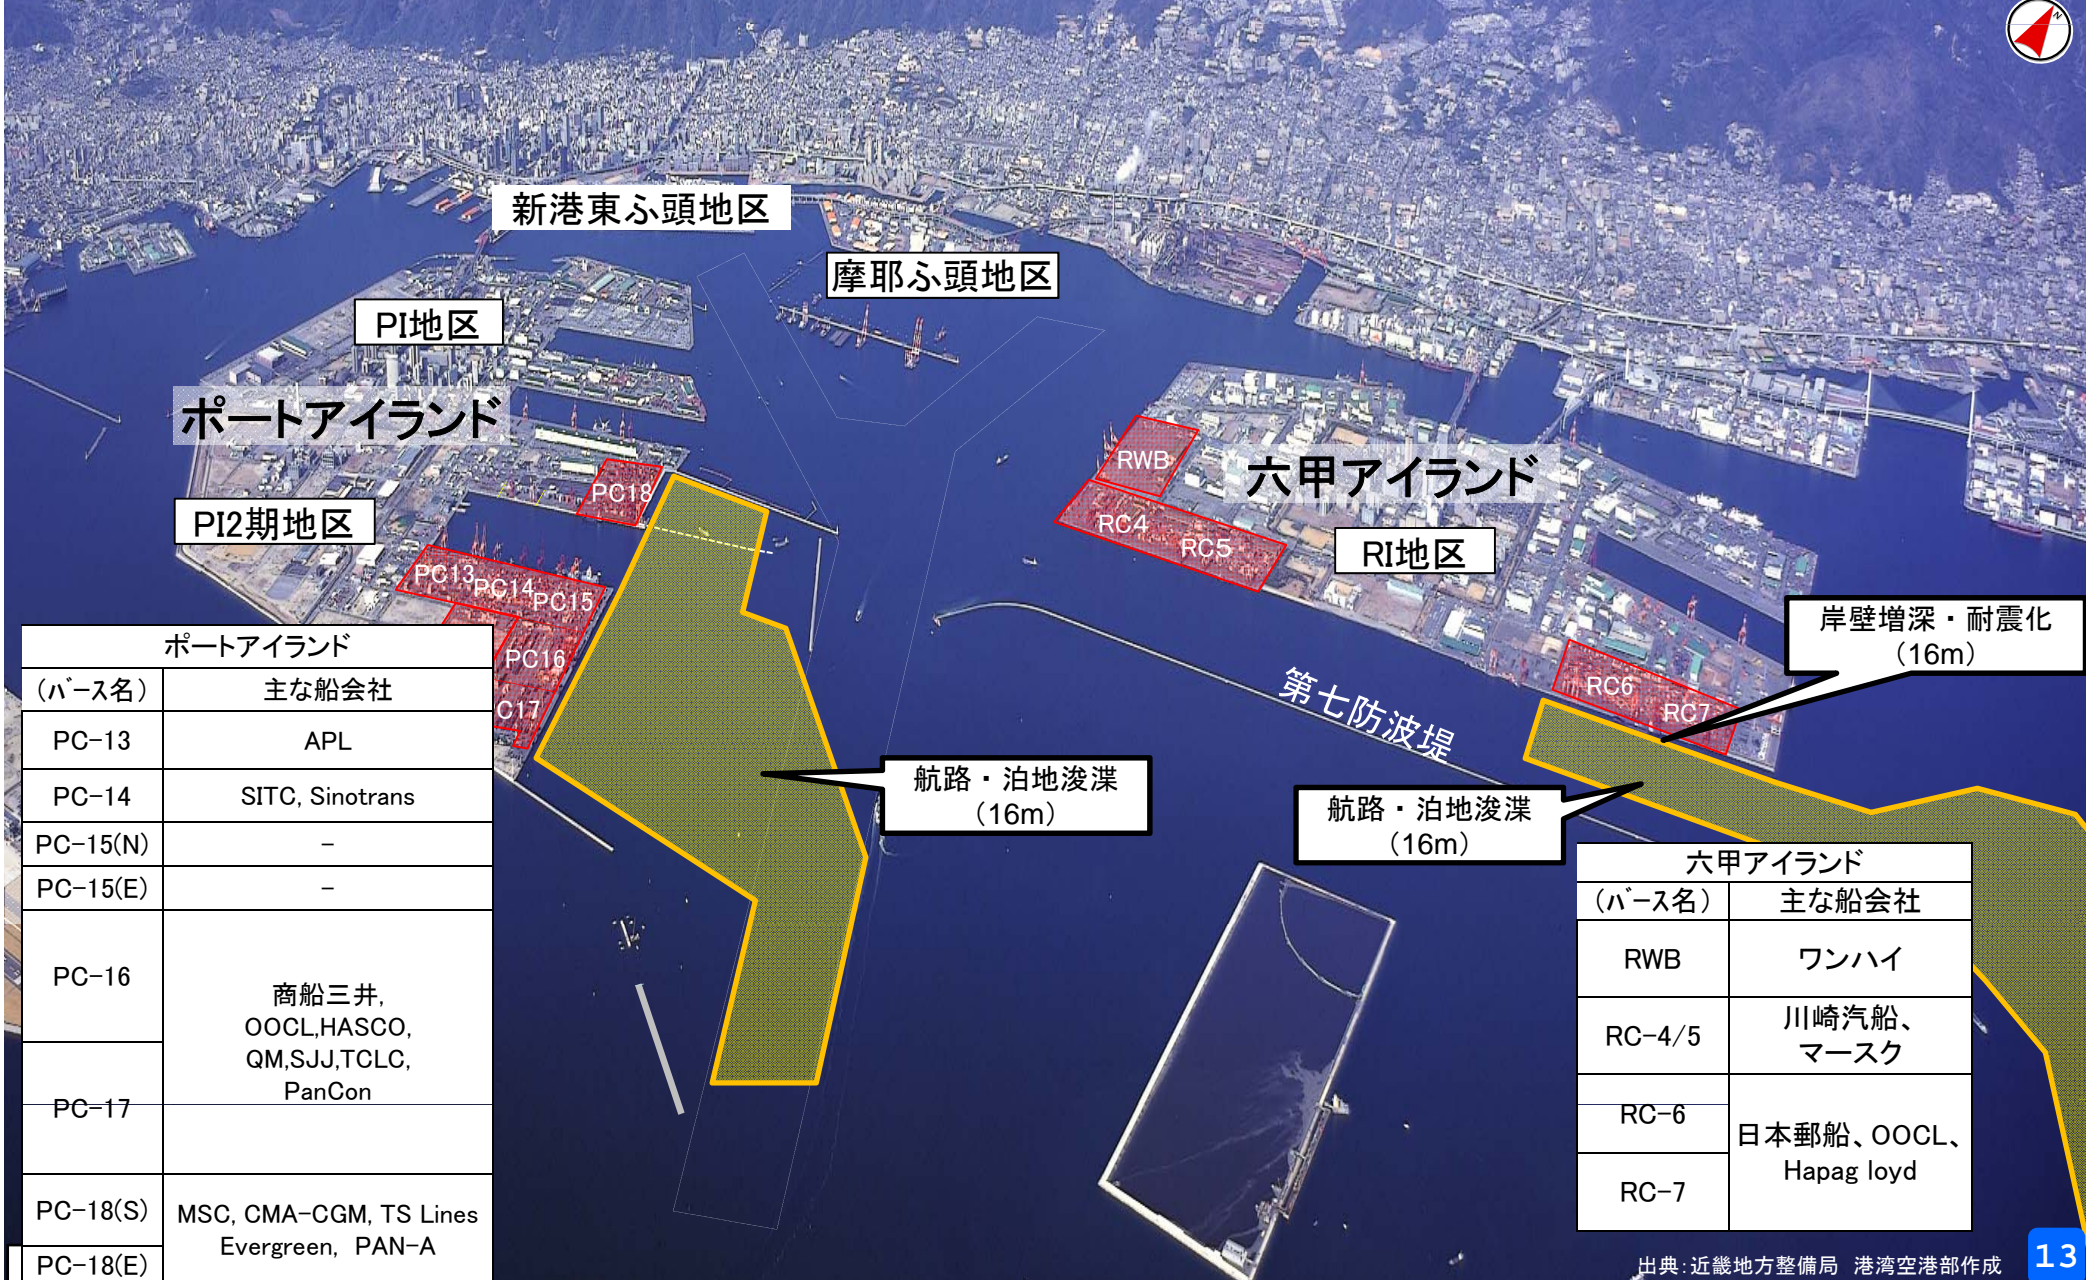 N
新港東ふ頭地区
摩耶ふ頭地区
PI地区
ポートアイランド
PI2期地区
PC18
PC13
PC14
PC15
PC16
C17
RWB
RC4
RC5
六甲アイランド
RI地区
RC6
RC7
岸壁増深・耐震化
(16m)
第七防波堤
航路・泊地浚渫
(16m)
航路・泊地浚渫
(16m)
ポートアイランド
(バース名) 主な船会社
PC-13 APL
PC-14 SITC, Sinotrans
PC-15(N) -
PC-15(E) -
PC-16
商船三井,
OOCL,HASCO,
QM,SJJ,TCLC,
PanCon
PC-17
PC-18(S)
MSC, CMA-CGM, TS Lines
Evergreen, PAN-A
PC-18(E)
六甲アイランド
(バース名) 主な船会社
RWB ワンハイ
RC-4/5
川崎汽船、
マースク
RC-6
日本郵船、OOCL、
Hapag loyd
RC-7
出典:近畿地方整備局 港湾空港部作成
13